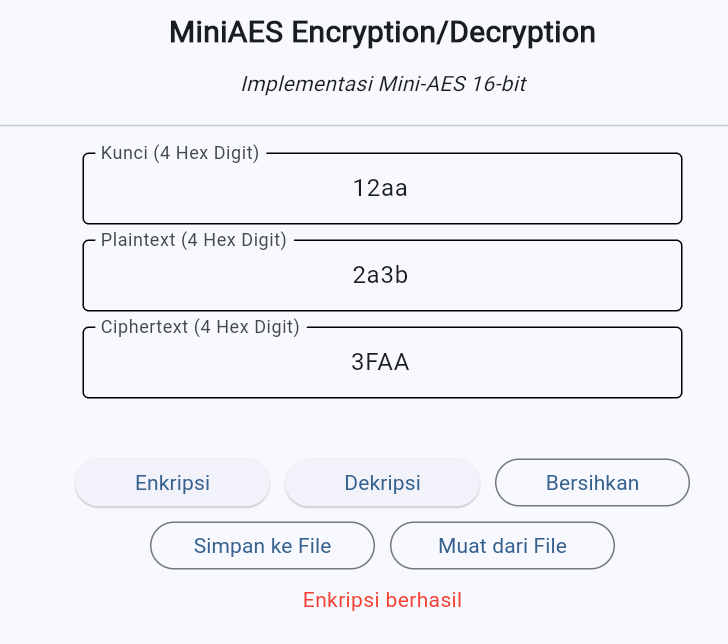 MiniAES Encryption/Decryption
Implementasi Mini-AES 16-bit
Kunci (4 Hex Digit)
12aa
Plaintext (4 Hex Digit)
2a3b
Ciphertext (4 Hex Digit)
3FAA
Enkripsi Dekripsi Bersihkan
Simpan ke File Muat dari File
Enkripsi berhasil